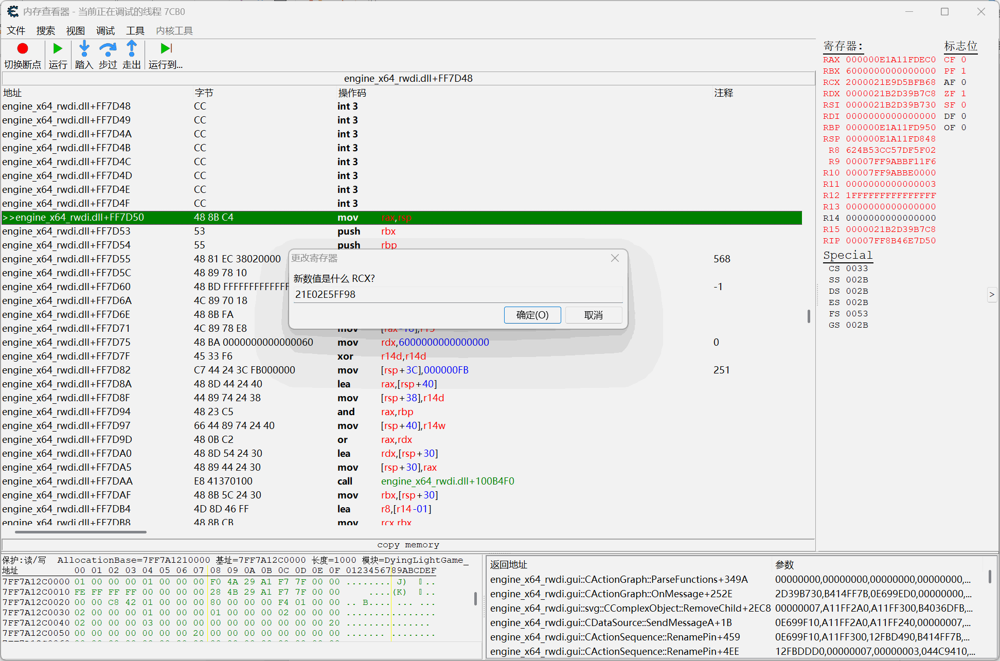 内存查看器 - 当前正在调试的线程 7CB0
文件 搜索 视图 调试 工具 内核工具
切换断点 运行 踏入 步过 走出 运行到...
engine_x64_rwdi.dll+FF7D48
地址 字节 操作码 注释
engine_x64_rwdi.dll+FF7D48 CC int 3
engine_x64_rwdi.dll+FF7D49 CC int 3
engine_x64_rwdi.dll+FF7D4A CC int 3
engine_x64_rwdi.dll+FF7D4B CC int 3
engine_x64_rwdi.dll+FF7D4C CC int 3
engine_x64_rwdi.dll+FF7D4D CC int 3
engine_x64_rwdi.dll+FF7D4E CC int 3
engine_x64_rwdi.dll+FF7D4F CC int 3
>>engine_x64_rwdi.dll+FF7D50 48 8B C4 mov rax,rsp
engine_x64_rwdi.dll+FF7D53 53 push rbx
engine_x64_rwdi.dll+FF7D54 55 push rbp
engine_x64_rwdi.dll+FF7D55 48 81 EC 38020000 568
engine_x64_rwdi.dll+FF7D5C 48 89 78 10
engine_x64_rwdi.dll+FF7D60 48 BD FFFFFFFFFFFFF -1
engine_x64_rwdi.dll+FF7D6A 4C 89 70 18
engine_x64_rwdi.dll+FF7D6E 48 8B FA
engine_x64_rwdi.dll+FF7D71 4C 89 78 E8 mov [rax-18],r15
engine_x64_rwdi.dll+FF7D75 48 BA 0000000000000060 mov rdx,6000000000000000 0
engine_x64_rwdi.dll+FF7D7F 45 33 F6 xor r14d,r14d
engine_x64_rwdi.dll+FF7D82 C7 44 24 3C FB000000 mov [rsp+3C],000000FB 251
engine_x64_rwdi.dll+FF7D8A 48 8D 44 24 40 lea rax,[rsp+40]
engine_x64_rwdi.dll+FF7D8F 44 89 74 24 38 mov [rsp+38],r14d
engine_x64_rwdi.dll+FF7D94 48 23 C5 and rax,rbp
engine_x64_rwdi.dll+FF7D97 66 44 89 74 24 40 mov [rsp+40],r14w
engine_x64_rwdi.dll+FF7D9D 48 0B C2 or rax,rdx
engine_x64_rwdi.dll+FF7DA0 48 8D 54 24 30 lea rdx,[rsp+30]
engine_x64_rwdi.dll+FF7DA5 48 89 44 24 30 mov [rsp+30],rax
engine_x64_rwdi.dll+FF7DAA E8 41370100 call engine_x64_rwdi.dll+100B4F0
engine_x64_rwdi.dll+FF7DAF 48 8B 5C 24 30 mov rbx,[rsp+30]
engine_x64_rwdi.dll+FF7DB4 4D 8D 46 FF lea r8,[r14-01]
engine_x64_rwdi.dll+FF7DB8 48 8B CB mov rcx,rbx
更改寄存器
新数值是什么 RCX?
21E02E5FF98
确定(O) 取消
寄存器: 标志位
RAX 000000E1A11FDEC0 CF 0
RBX 6000000000000000 PF 1
RCX 2000021E9D5BFB68 AF 0
RDX 0000021B2D39B7C8 ZF 1
RSI 0000021B2D39B730 SF 0
RDI 0000000000000000 DF 0
RBP 000000E1A11FD950 OF 0
RSP 000000E1A11FD848
R8 624B53CC57DF5F02
R9 00007FF9ABBF11F6
R10 00007FF9ABBE0000
R11 0000000000000003
R12 1FFFFFFFFFFFFFFF
R13 0000000000000000
R14 0000000000000000
R15 0000021B2D39B7C8
RIP 00007FF8B46E7D50
Special
CS 0033
SS 002B
DS 002B
ES 002B
FS 0053
GS 002B
>
copy memory
保护:读/写 AllocationBase=7FF7A1210000 基址=7FF7A12C0000 长度=1000 模块=DyingLightGame_
地址 00 01 02 03 04 05 06 07 08 09 0A 0B 0C 0D 0E 0F 0123456789ABCDEF
7FF7A12C0000 01 00 00 00 01 00 00 00 F0 4A 29 A1 F7 7F 00 00 ........ J) ..
7FF7A12C0010 FE FF FF FF 00 00 00 00 28 4B 29 A1 F7 7F 00 00 ....(K) ..
7FF7A12C0020 00 00 C8 42 01 00 00 00 80 00 00 00 F4 01 00 00 .. B.... ... ..
7FF7A12C0030 02 00 00 00 01 00 00 00 01 00 00 00 02 00 00 00 ................
7FF7A12C0040 02 00 00 00 03 00 00 00 00 00 00 00 00 00 00 20 ...............
7FF7A12C0050 00 00 00 00 00 00 00 20 00 00 00 00 00 00 00 00 ....... ........
返回地址 参数
engine_x64_rwdi.gui::CActionGraph::ParseFunctions+349A 00000000,00000000,00000000,00000000,...
engine_x64_rwdi.gui::CActionGraph::OnMessage+252E 2D39B730,B414FF7B,0E699ED0,00000000,...
engine_x64_rwdi.gui::svg::CComplexObject::RemoveChild+2EC8 00000007,A11FF2A0,A11FF300,B4036DFB,...
engine_x64_rwdi.gui::CDataSource::SendMessageA+1B 0E699F10,A11FF2A0,A11FF240,00000007,...
engine_x64_rwdi.gui::CActionSequence::RenamePin+459 0E699F10,A11FF300,12FBD490,B414FF7B,...
engine_x64_rwdi.gui::CActionSequence::RenamePin+4EE 12FBDDD0,00000007,00000003,044C9410,...